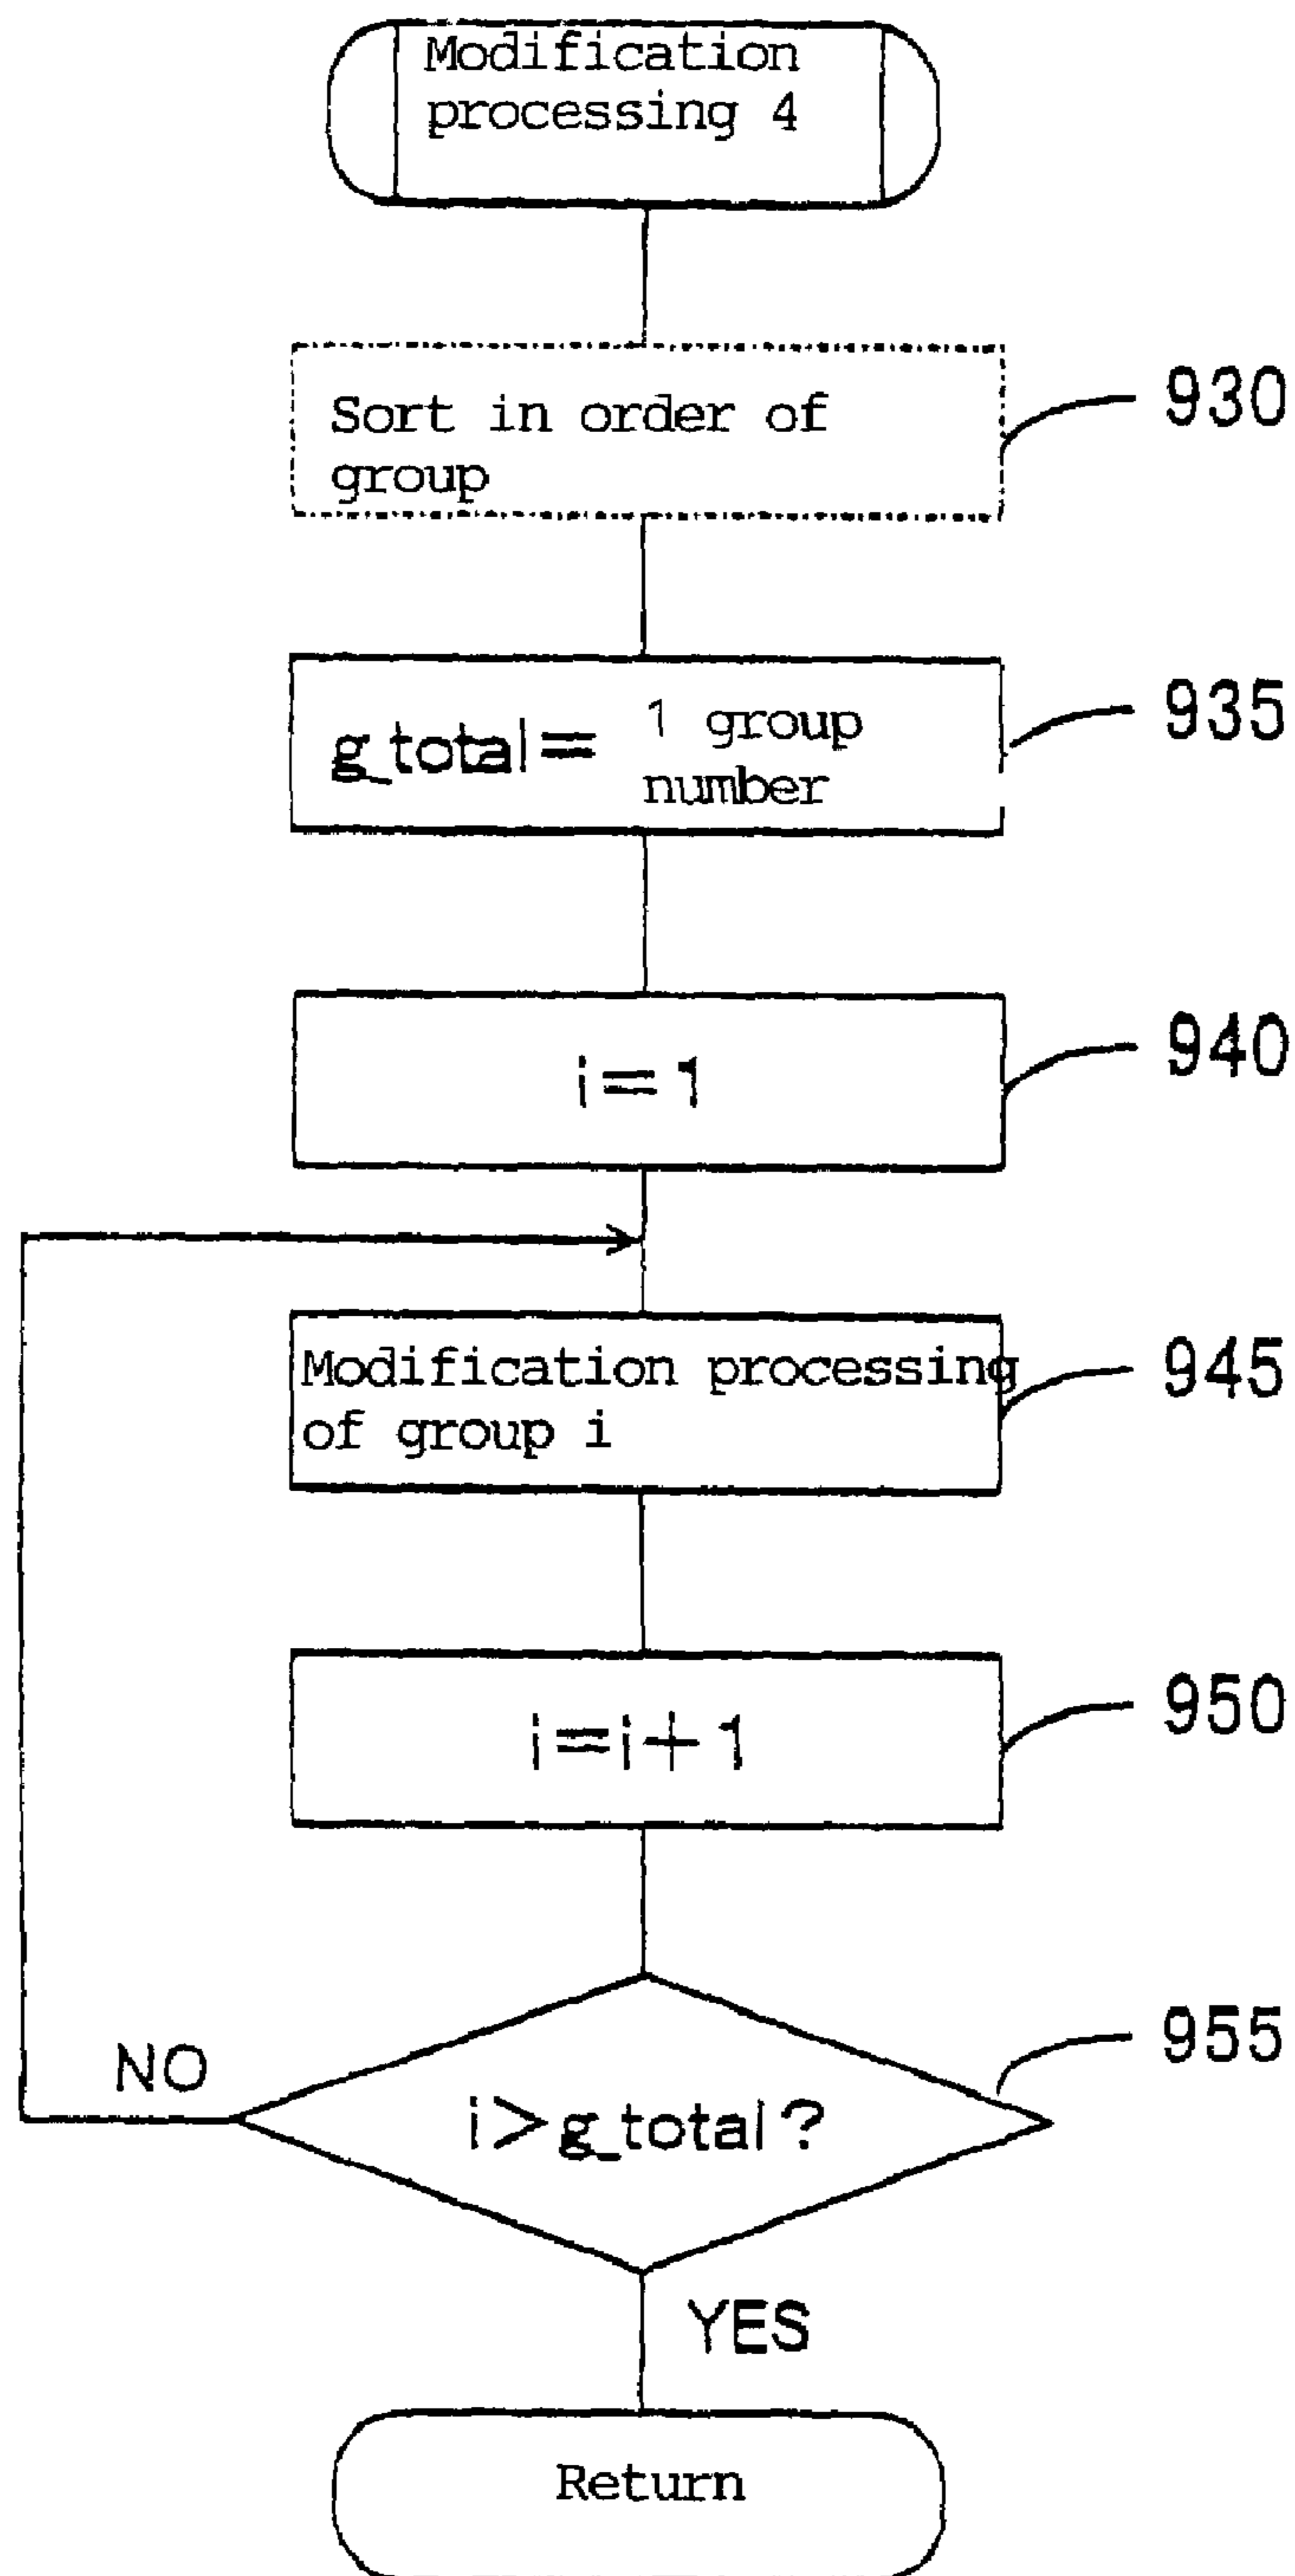 Modification
processing 4
Sort in order of
group
930
g_total= 1 group
number
935
i=1
940
Modification processing
of group i
945
i=i+1
950
NO
i>g_total?
955
YES
Return